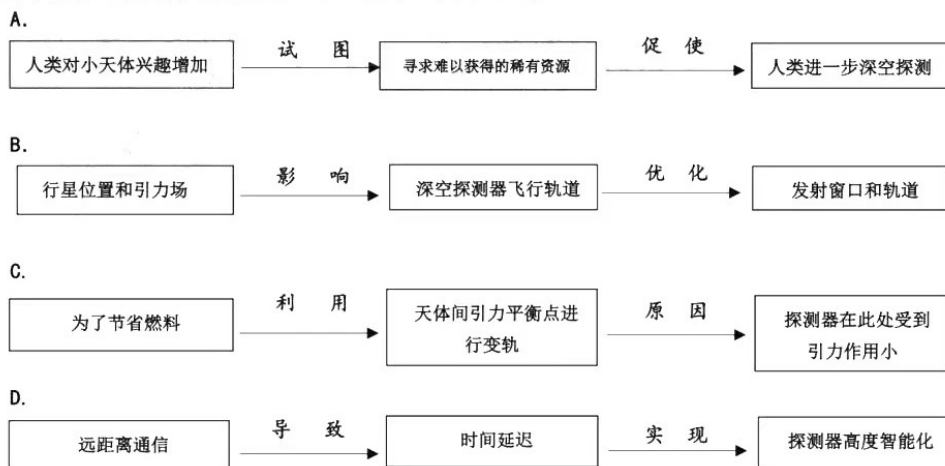 A.
人类对小天体兴趣增加 试 图 寻求难以获得的稀有资源 促 使 人类进一步深空探测
B.
行星位置和引力场 影 响 深空探测器飞行轨道 优 化 发射窗口和轨道
C.
为了节省燃料 利 用 天体间引力平衡点进 原 因 探测器在此处受到
行变轨 引力作用小
D.
远距离通信 导 致 时间延迟 实 现 探测器高度智能化